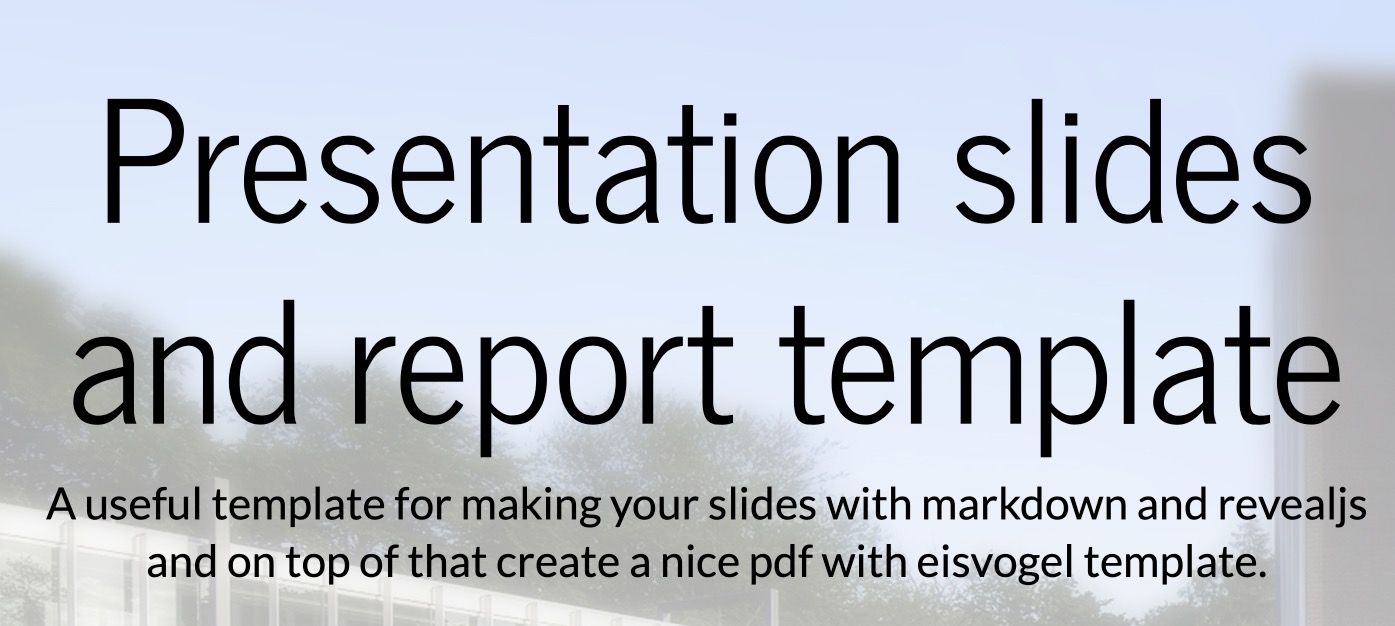 Presentation slides
and report template
A useful template for making your slides with markdown and revealjs
and on top of that create a nice pdf with eisvogel template.